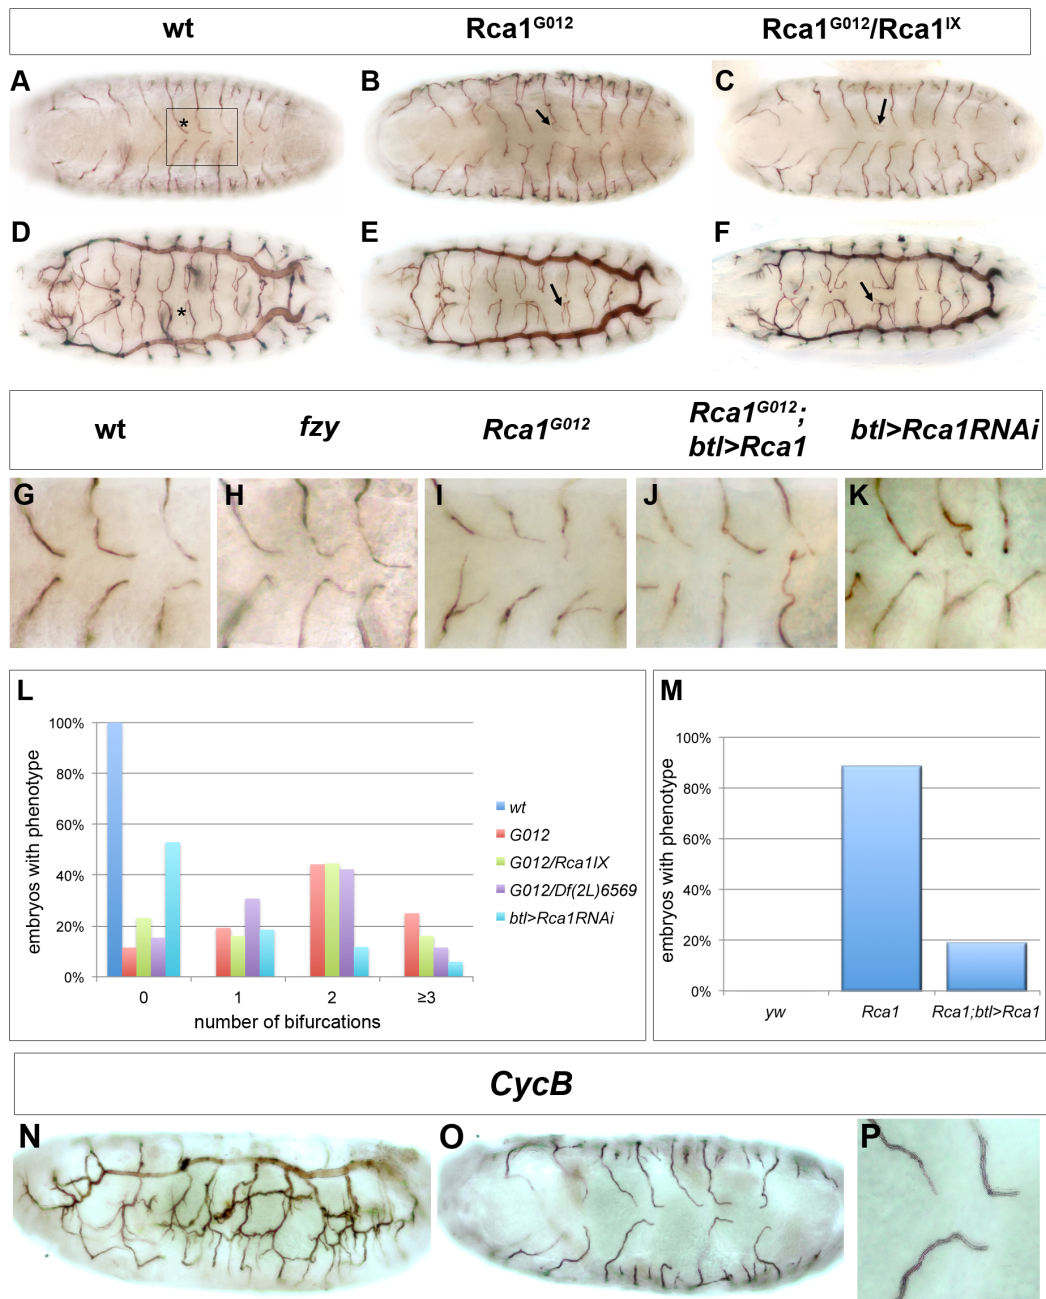 wt Rca1G012 Rca1G012/Rca1IX
A B C
*
D E F
*
wt fzy Rca1G012 Rca1G012; btl>Rca1 btl>Rca1RNAi
G H I J K
L
embryos with phenotype
100%
80%
60%
40%
20%
0%
0 1 2 ≥3
number of bifurcations
wt
G012
G012/Rca1IX
G012/Df(2L)6569
btl>Rca1RNAi
M
embryos with phenotype
100%
80%
60%
40%
20%
0%
yw Rca1 Rca1;btl>Rca1
CycB
N O P